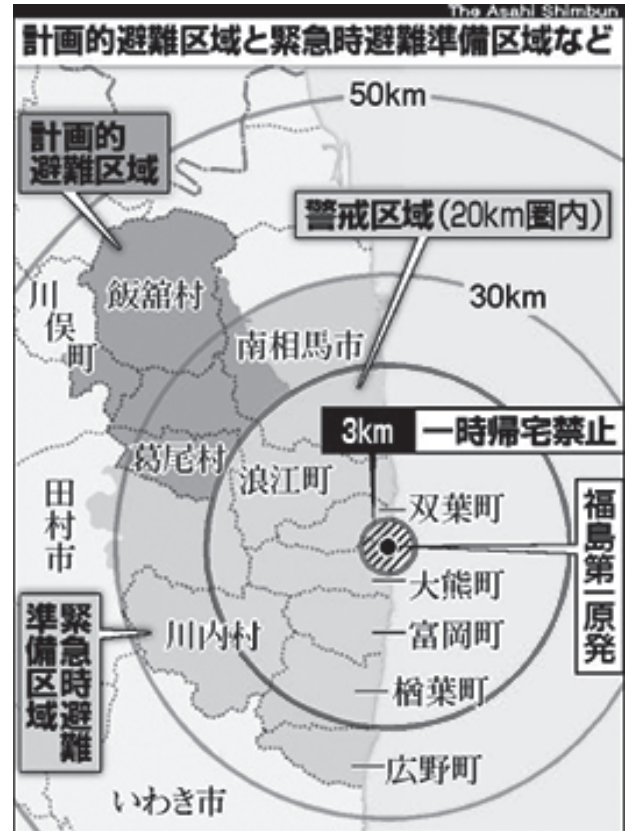 The Asahi Shimbun
計画的避難区域と緊急時避難準備区域など
50km
計画的
避難区域
警戒区域(20km圏内)
30km
飯舘村
川俣町
南相馬市
3km 一時帰宅禁止
葛尾村
浪江町
田村市
双葉町
福島第一原発
大熊町
緊急時避難
準備区域
川内村
富岡町
楢葉町
広野町
いわき市